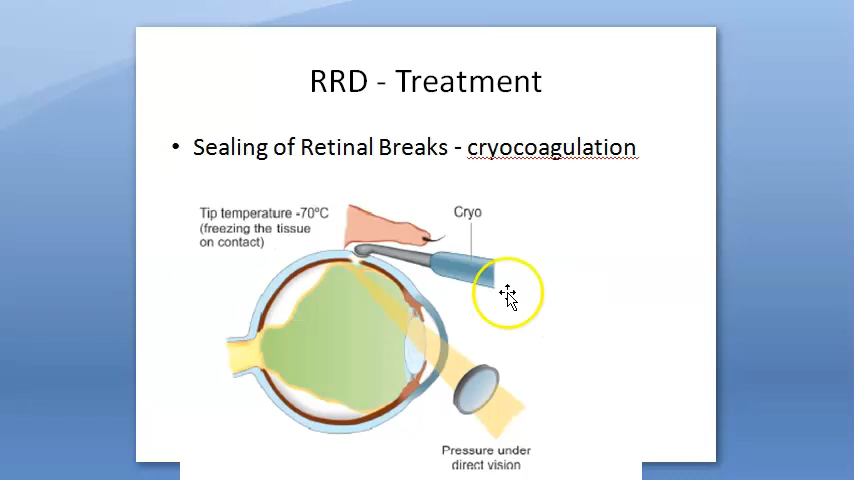 RRD - Treatment
• Sealing of Retinal Breaks - cryocoagulation
Tip temperature -70°C
(freezing the tissue
on contact)
Cryo
Pressure under
direct vision